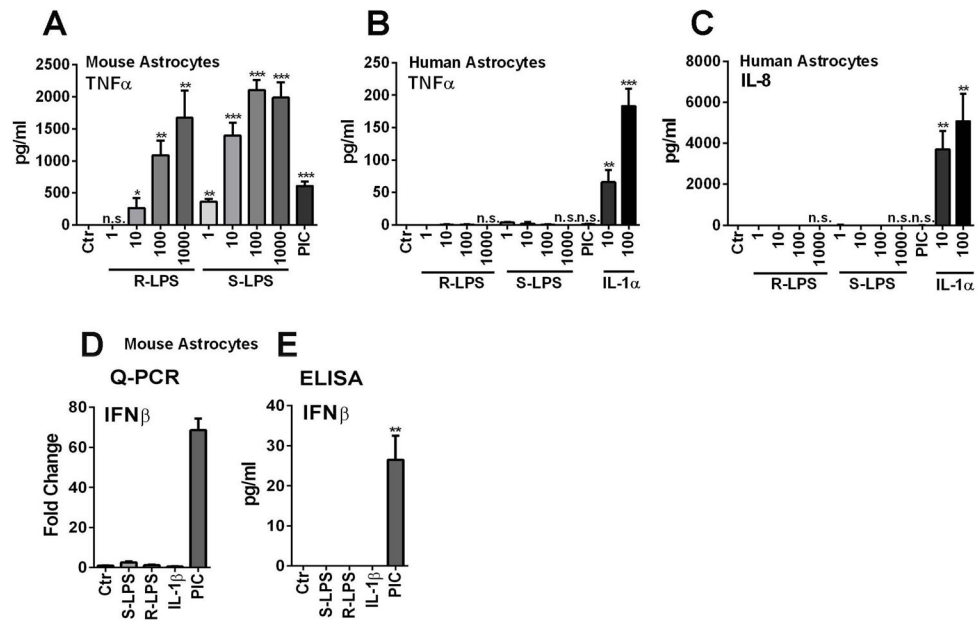 A
Mouse Astrocytes
TNFα
pg/ml
2500
2000
1500
1000
500
0
n.s. * ** ** ** *** *** *** ***
Ctr 1 10 100 1000 1 10 100 1000 PIC
R-LPS S-LPS
B
Human Astrocytes
TNFα
pg/ml
250
200
150
100
50
0
n.s. n.s. n.s. ** ***
Ctr 1 10 100 1000 1 10 100 1000 PIC 10 100
R-LPS S-LPS IL-1α
C
Human Astrocytes
IL-8
pg/ml
8000
6000
4000
2000
0
n.s. n.s. n.s. ** **
Ctr 1 10 100 1000 1 10 100 1000 PIC 10 100
R-LPS S-LPS IL-1α
D Mouse Astrocytes
Q-PCR
IFNβ
Fold Change
80
60
40
20
0
Ctr S-LPS R-LPS IL-1β PIC
E
ELISA
IFNβ
pg/ml
40
30
20
10
0
**
Ctr S-LPS R-LPS IL-1β PIC